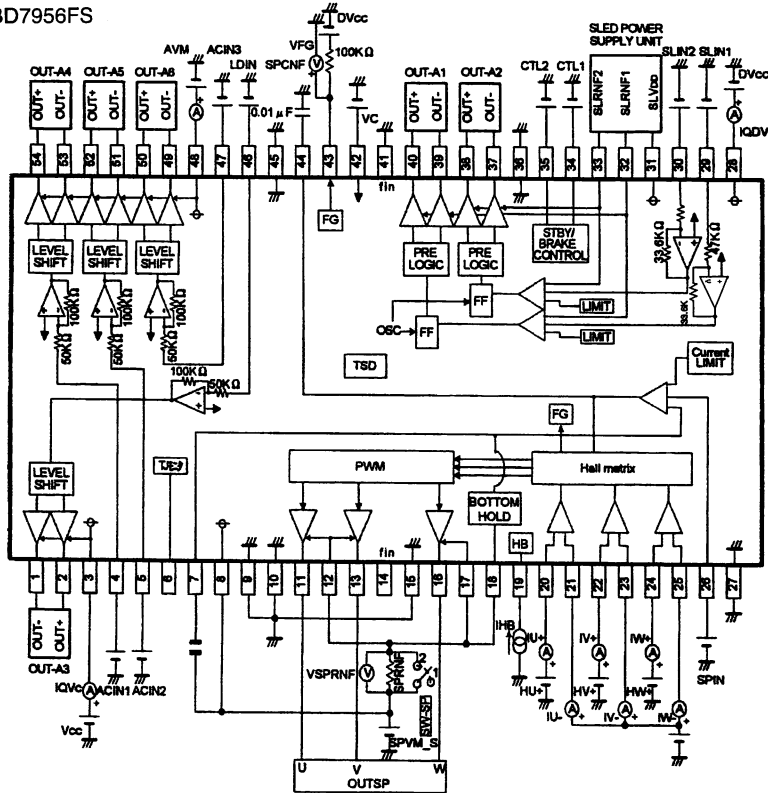 BD7956FS
DVcc
SLED POWER
SUPPLY UNIT
AVM
ACIN3
LDIN
VFG
SPCNF
V
100KΩ
CTL2
CTL1
SLRNF2
SLRNF1
SLVDD
SLIN2
SLIN1
DVcc
OUT-A4
OUT-A5
OUT-A6
OUT-A1
OUT-A2
OUT+
OUT-
OUT+
OUT-
OUT+
OUT-
A
0.01μF
VC
OUT+
OUT-
OUT+
OUT-
A
IQDV
54
53
52
51
50
49
48
47
46
45
44
43
42
41
40
39
38
37
36
35
34
33
32
31
30
29
28
fin
FG
LEVEL
SHIFT
LEVEL
SHIFT
LEVEL
SHIFT
PRE
LOGIC
PRE
LOGIC
STBY/
BRAKE
CONTROL
33.6KΩ
47KΩ
33.6K
100KΩ
100KΩ
100KΩ
50KΩ
50KΩ
50KΩ
OSC
FF
FF
LIMIT
LIMIT
TSD
100KΩ
50KΩ
Current
LIMIT
FG
LEVEL
SHIFT
PWM
Hall matrix
BOTTOM
HOLD
HB
fin
1
2
3
4
5
6
7
8
9
10
11
12
13
14
15
16
17
18
19
20
21
22
23
24
25
26
27
OUT-
OUT+
OUT-A3
IQVc
A
ACIN1
ACIN2
Vcc
VSPRNF
V
SPRNF
2
1
SW-SP
SPVM_S
IHB
IU+
A
IV+
A
IW+
A
SPIN
HU+
HV+
HW+
A
IU-
IV-
A
IW-
A
U
V
W
OUTSP